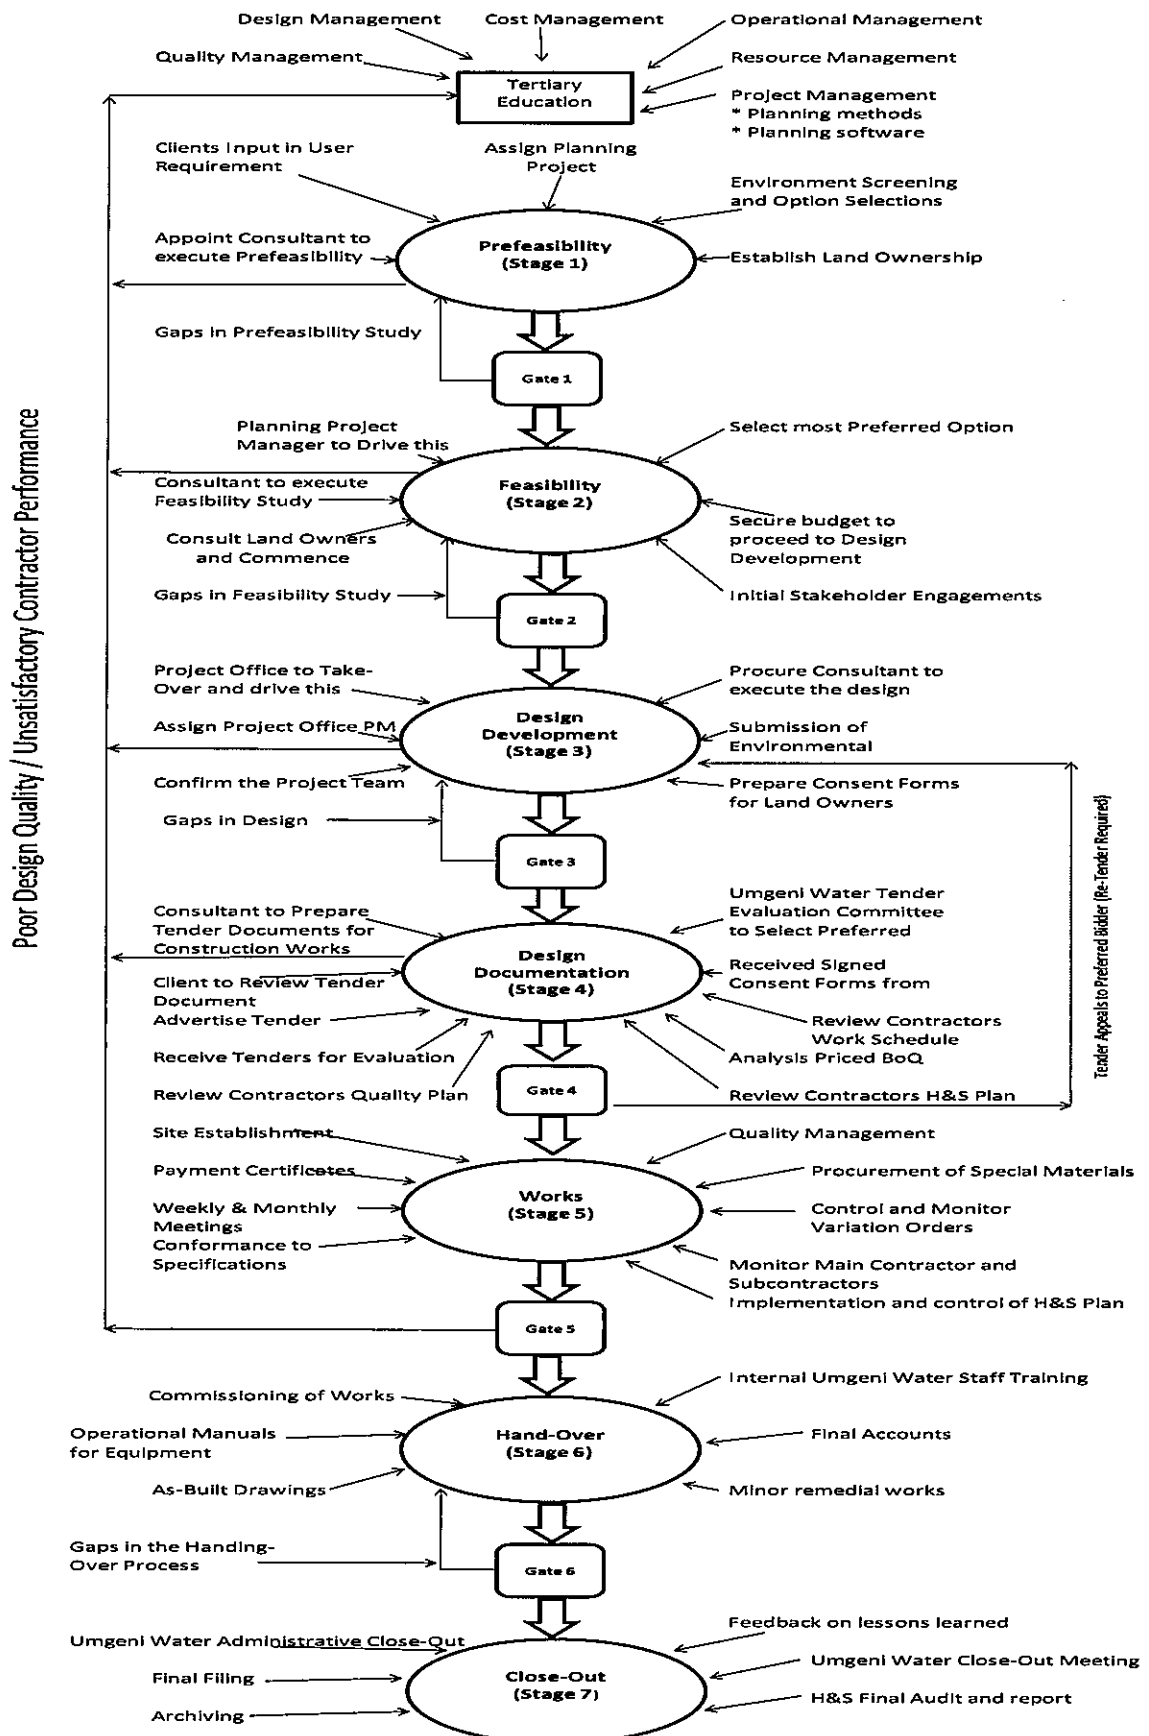 Design Management
Cost Management
Operational Management
Quality Management
Resource Management
Tertiary
Education
Project Management
* Planning methods
* Planning software
Clients Input in User
Requirement
Assign Planning
Project
Environment Screening
and Option Selections
Appoint Consultant to
execute Prefeasibility
Prefeasibility
(Stage 1)
Establish Land Ownership
Gaps in Prefeasibility Study
Gate 1
Poor Design Quality / Unsatisfactory Contractor Performance
Planning Project
Manager to Drive this
Select most Preferred Option
Consultant to execute
Feasibility Study
Feasibility
(Stage 2)
Secure budget to
proceed to Design
Development
Consult Land Owners
and Commence
Gaps in Feasibility Study
Initial Stakeholder Engagements
Gate 2
Project Office to Take-
Over and drive this
Procure Consultant to
execute the design
Assign Project Office PM
Design
Development
(Stage 3)
Submission of
Environmental
Confirm the Project Team
Prepare Consent Forms
for Land Owners
Gaps in Design
Gate 3
Tender Appeals to Preferred Bidder (Re-Tender Required)
Consultant to Prepare
Tender Documents for
Construction Works
Umgeni Water Tender
Evaluation Committee
to Select Preferred
Design
Documentation
(Stage 4)
Received Signed
Consent Forms from
Client to Review Tender
Document
Advertise Tender
Review Contractors
Work Schedule
Receive Tenders for Evaluation
Analysis Priced BoQ
Review Contractors Quality Plan
Gate 4
Review Contractors H&S Plan
Site Establishment
Quality Management
Payment Certificates
Procurement of Special Materials
Weekly & Monthly
Meetings
Works
(Stage 5)
Control and Monitor
Variation Orders
Conformance to
Specifications
Monitor Main Contractor and
Subcontractors
Implementation and control of H&S Plan
Gate 5
Commissioning of Works
Internal Umgeni Water Staff Training
Operational Manuals
for Equipment
Hand-Over
(Stage 6)
Final Accounts
As-Built Drawings
Minor remedial works
Gaps in the Handing-
Over Process
Gate 6
Umgeni Water Administrative Close-Out
Feedback on lessons learned
Final Filing
Close-Out
(Stage 7)
Umgeni Water Close-Out Meeting
Archiving
H&S Final Audit and report